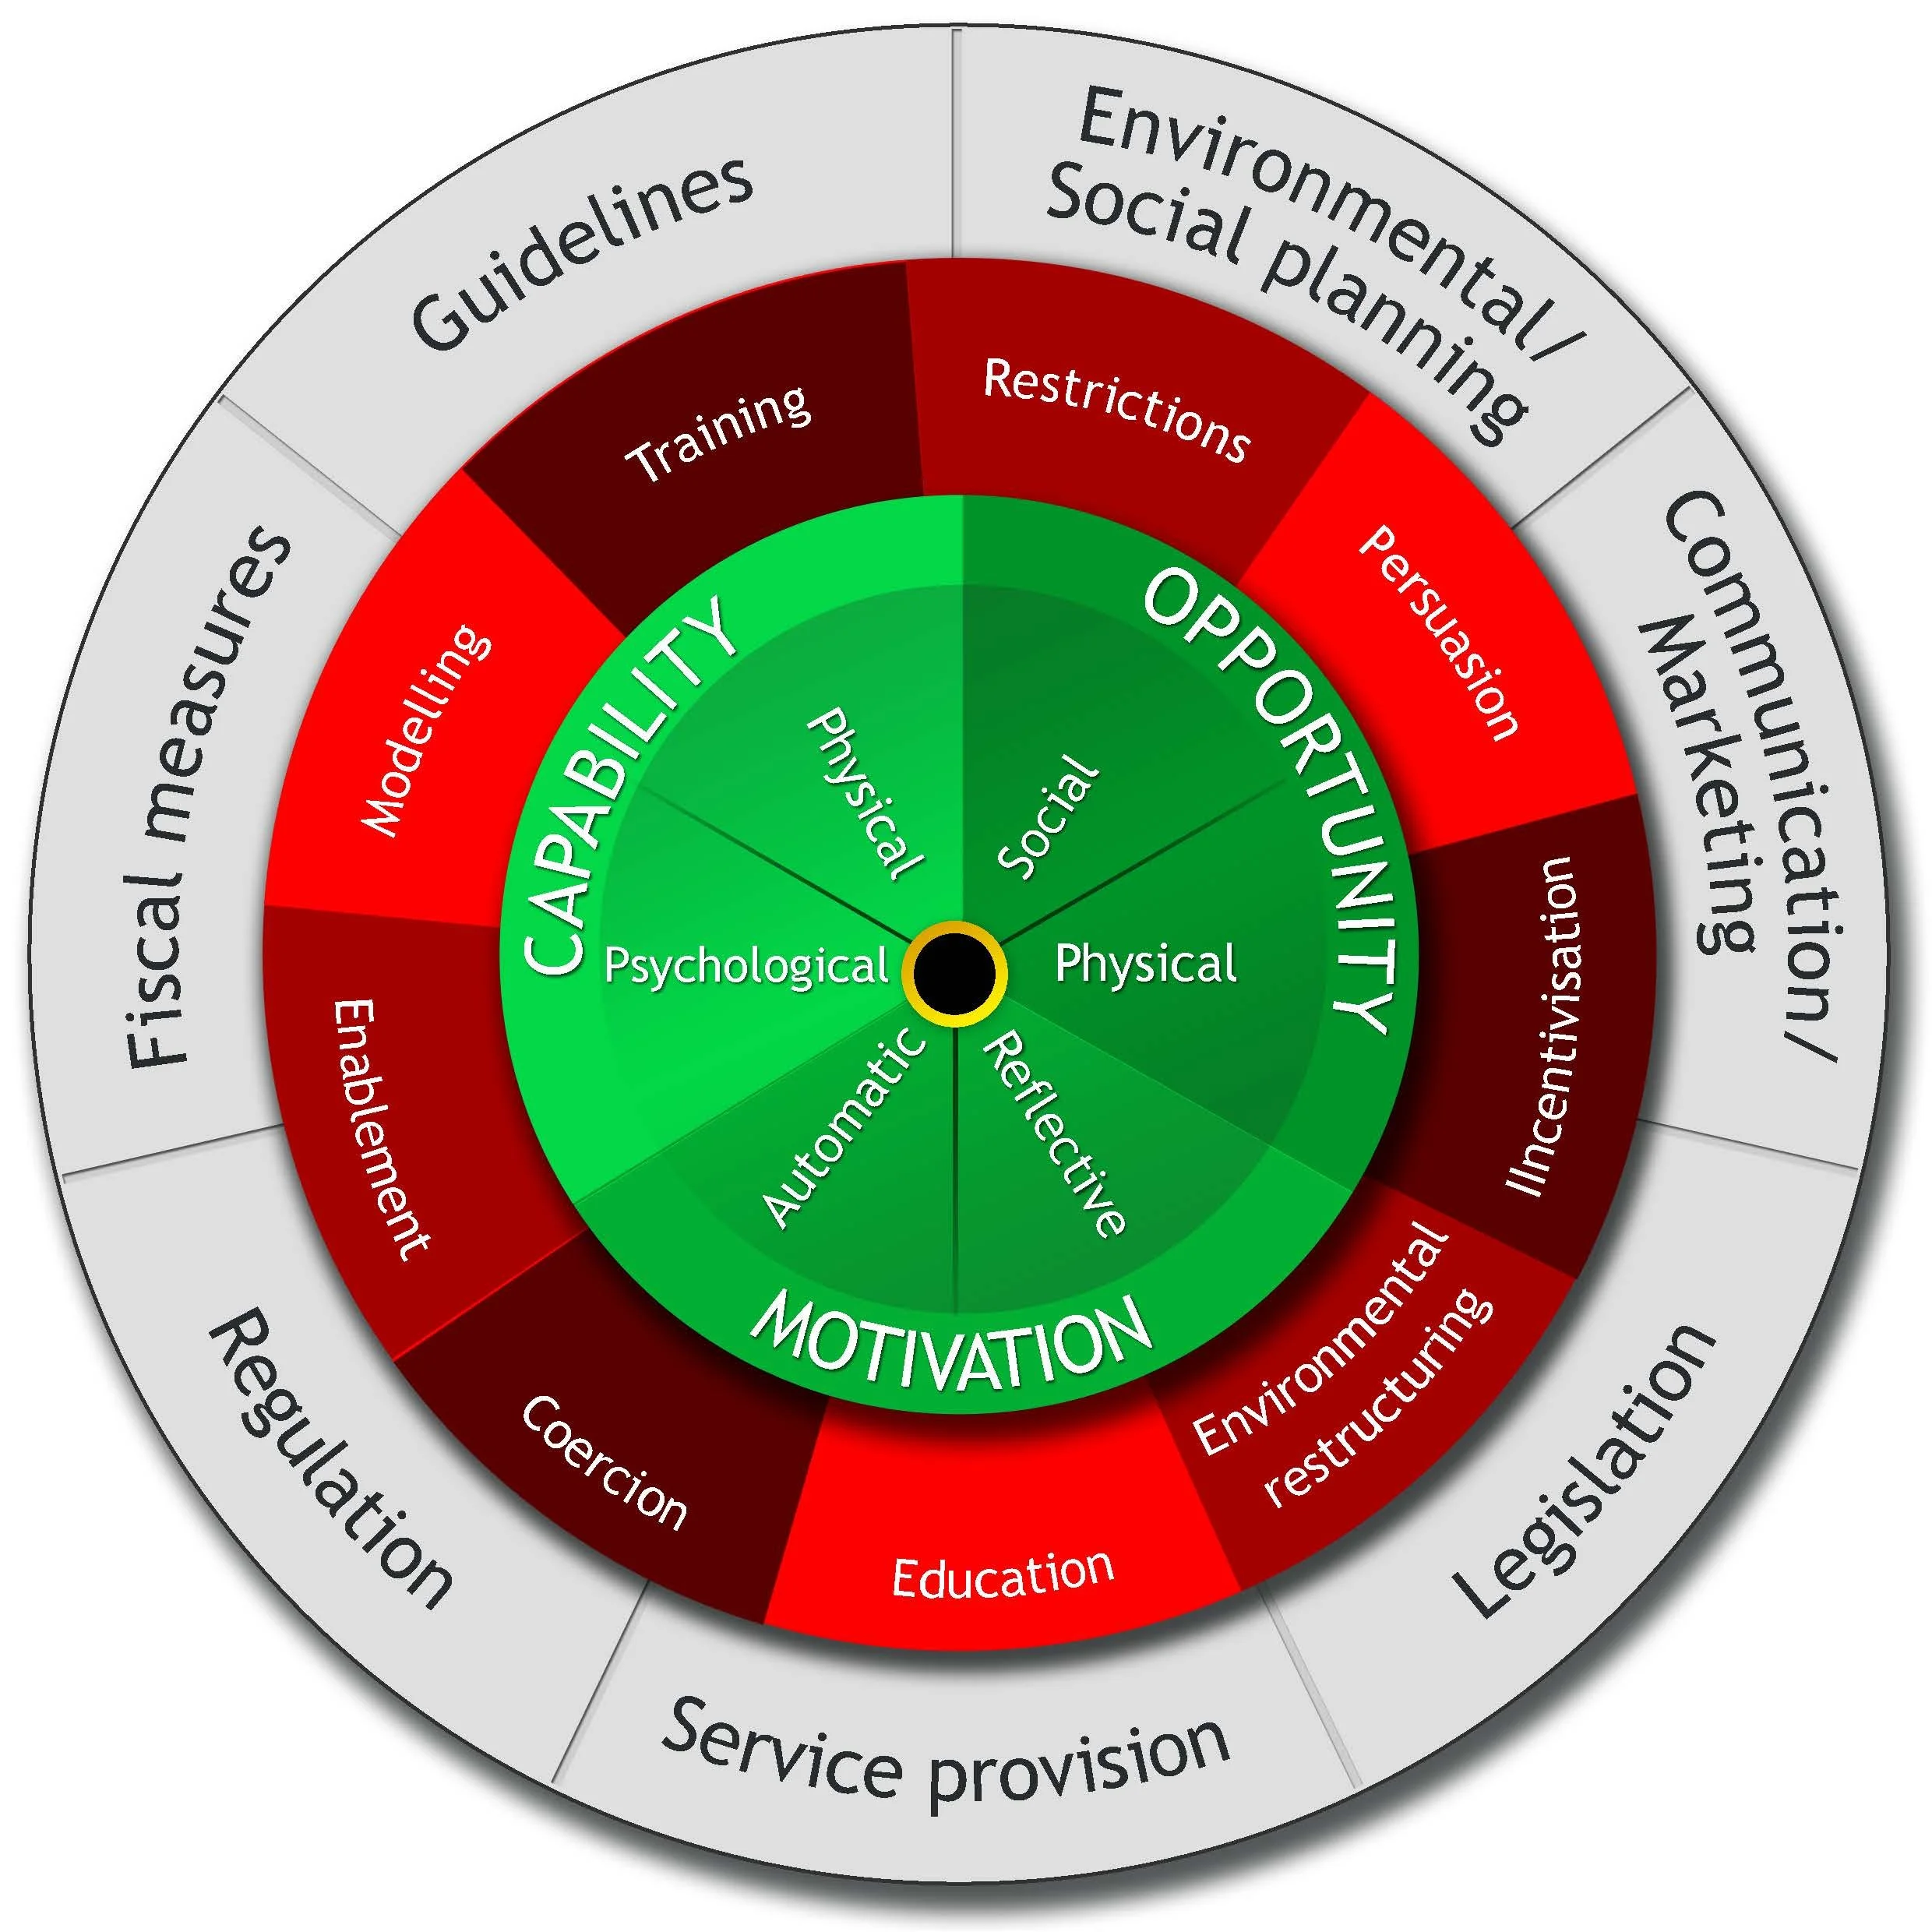 Environmental/
Social planning
Communication/
Marketing
Legislation
Service provision
Regulation
Fiscal measures
Guidelines
Restrictions
Persuasion
IIncentivisation
Environmental
restructuring
Education
Coercion
Enablement
Modelling
Training
CAPABILITY
OPPORTUNITY
MOTIVATION
Physical
Social
Physical
Reflective
Automatic
Psychological